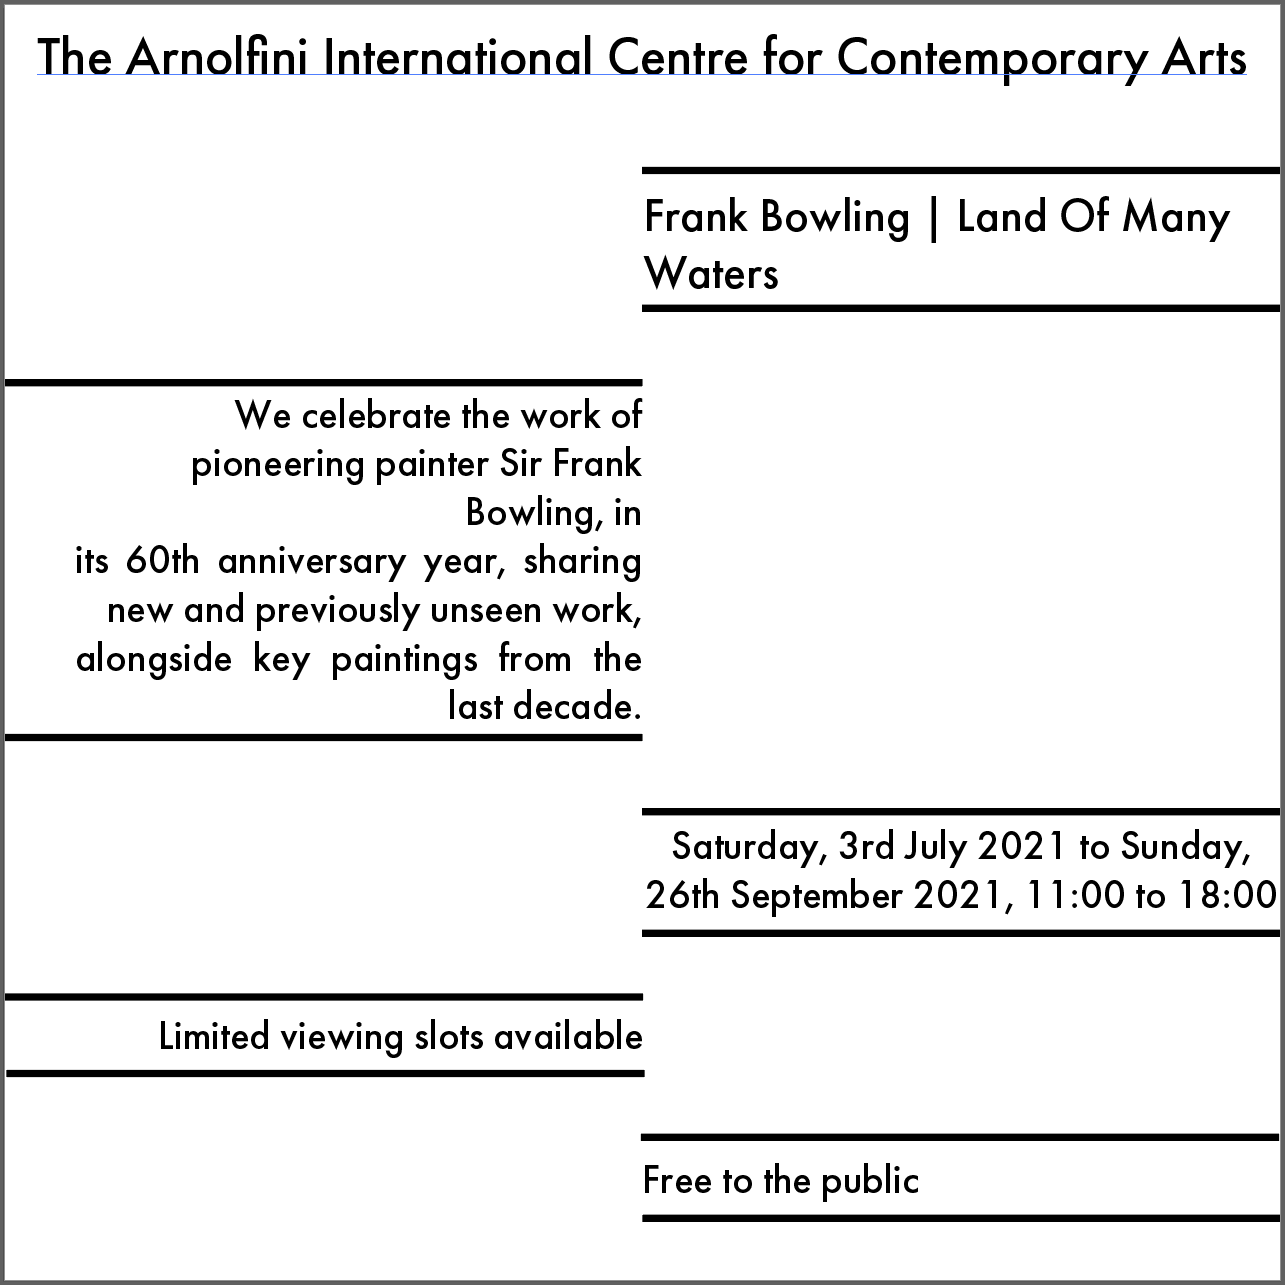 The Arnolfini International Centre for Contemporary Arts
Frank Bowling | Land Of Many
Waters
We celebrate the work of
pioneering painter Sir Frank
Bowling, in
its 60th anniversary year, sharing
new and previously unseen work,
alongside key paintings from the
last decade.
Saturday, 3rd July 2021 to Sunday,
26th September 2021, 11:00 to 18:00
Limited viewing slots available
Free to the public